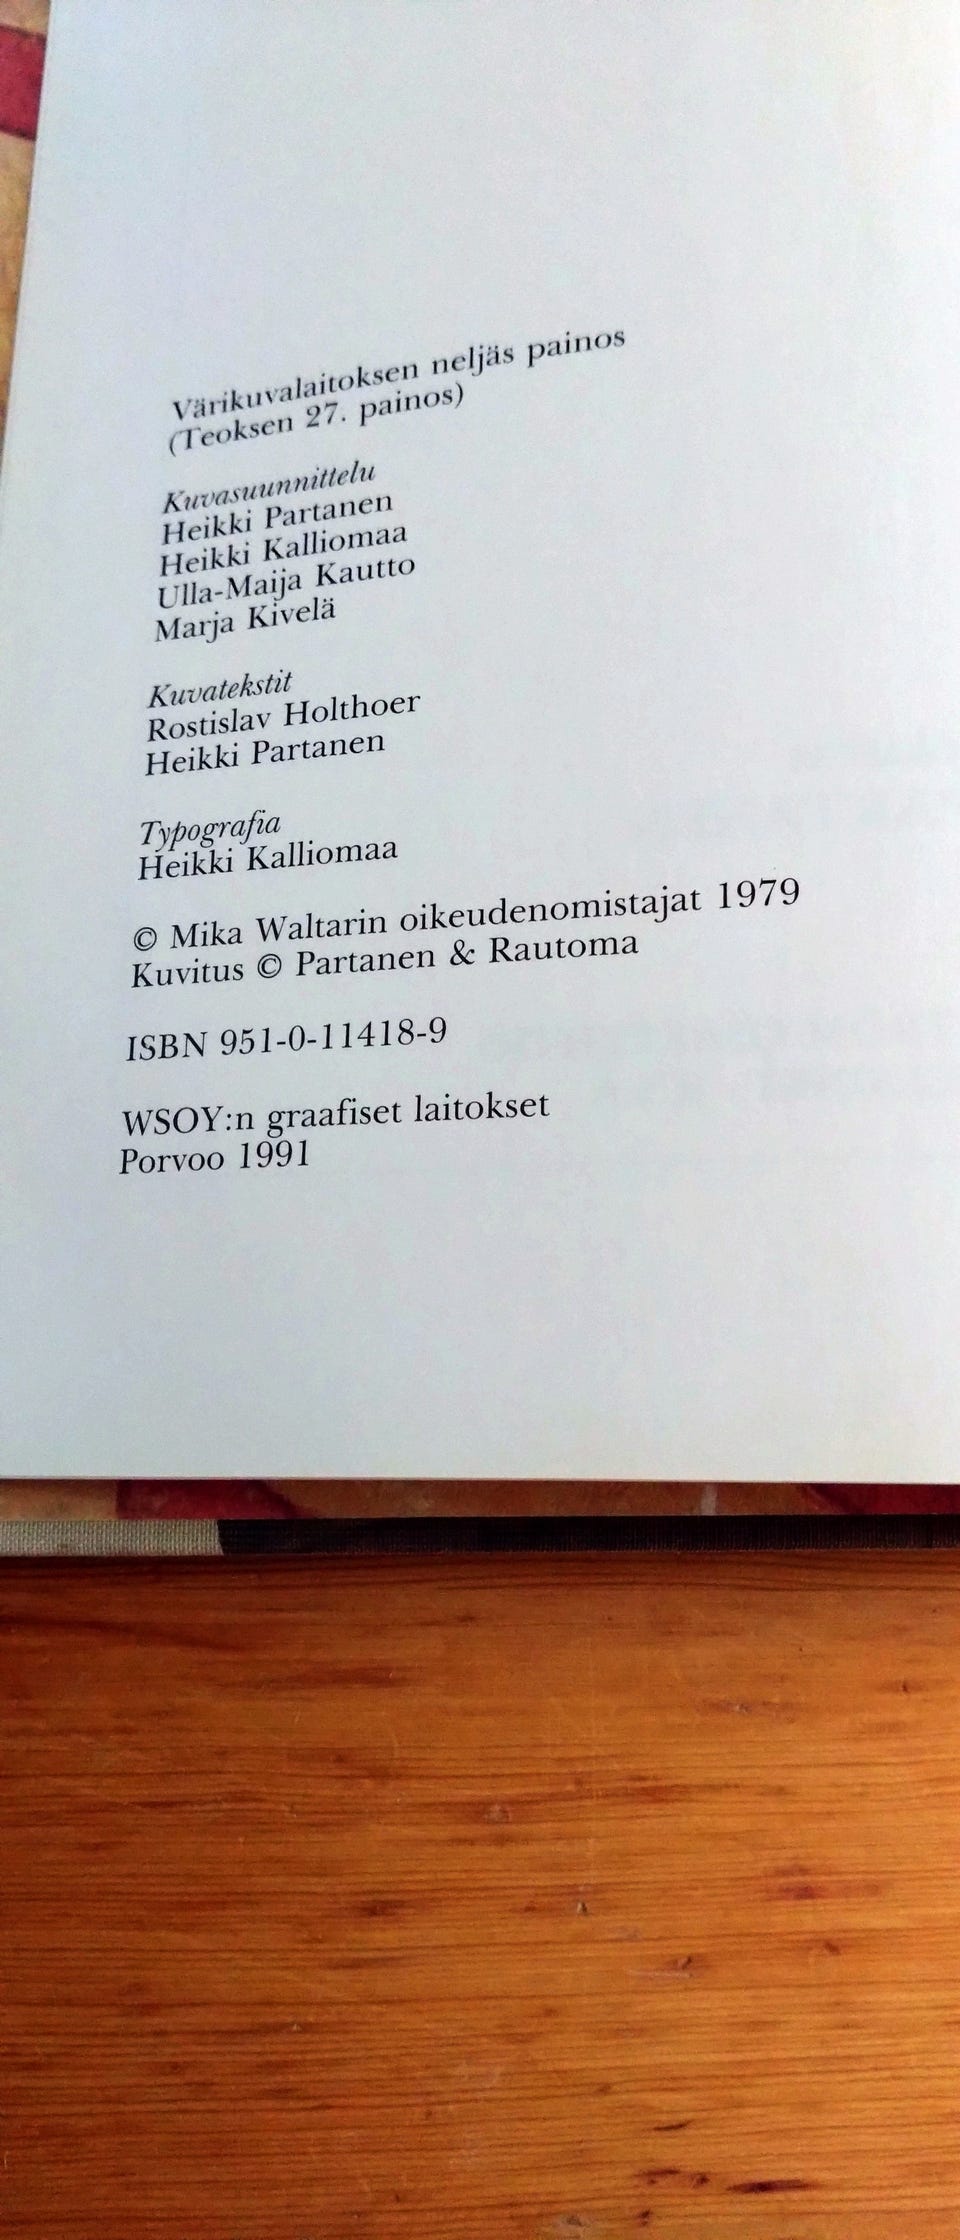 Värikuvalaitoksen neljäs painos
(Teoksen 27. painos)
Kuvasuunnittelu
Heikki Partanen
Heikki Kalliomaa
Ulla-Maija Kautto
Marja Kivelä
Kuvatekstit
Rostislav Holthoer
Heikki Partanen
Typografia
Heikki Kalliomaa
© Mika Waltarin oikeudenomistajat 1979
Kuvitus © Partanen & Rautoma
ISBN 951-0-11418-9
WSOY:n graafiset laitokset
Porvoo 1991